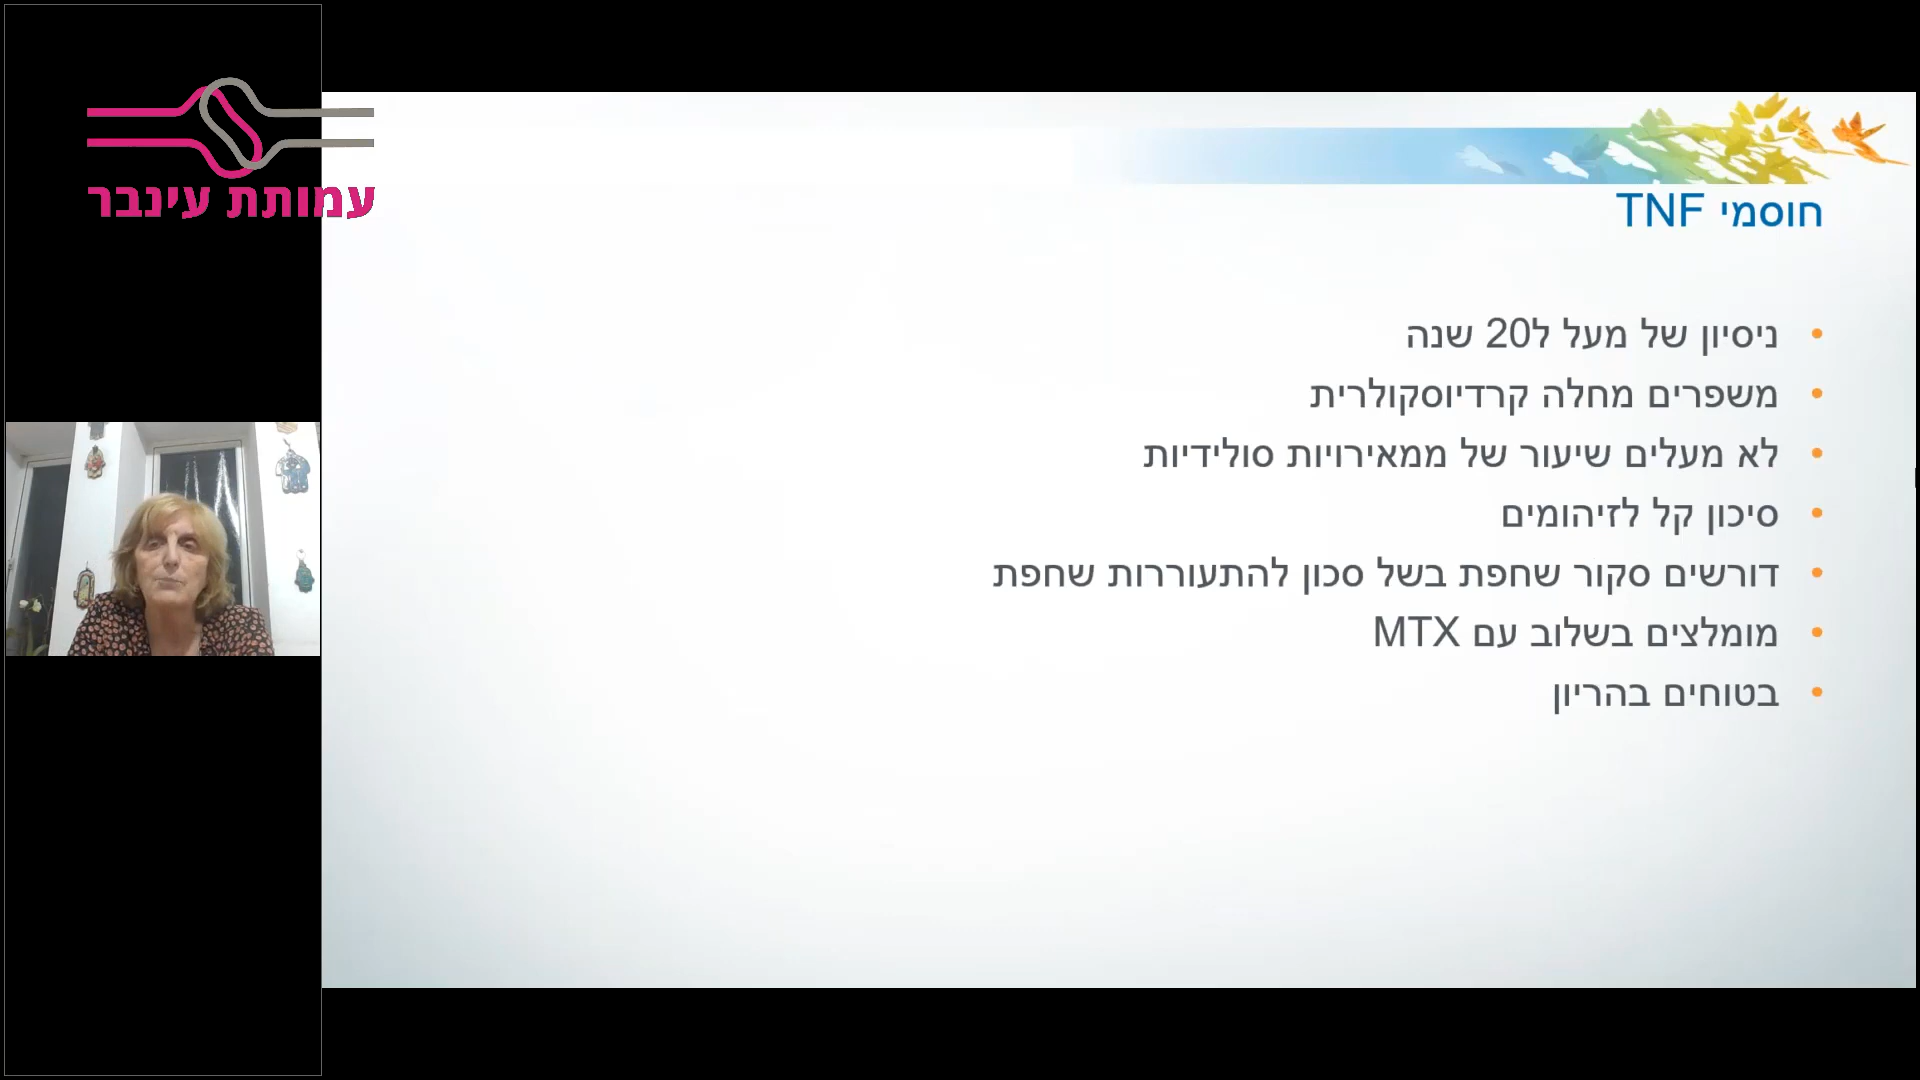 עמותת עינבר
חוסמי TNF
ניסיון של מעל ל20 שנה
משפרים מחלה קרדיוסקולרית
לא מעלים שיעור של ממאירויות סולידיות
סיכון קל לזיהומים
דורשים סקור שחפת בשל סכון להתעוררות שחפת
מומלצים בשלוב עם MTX
בטוחים בהריון